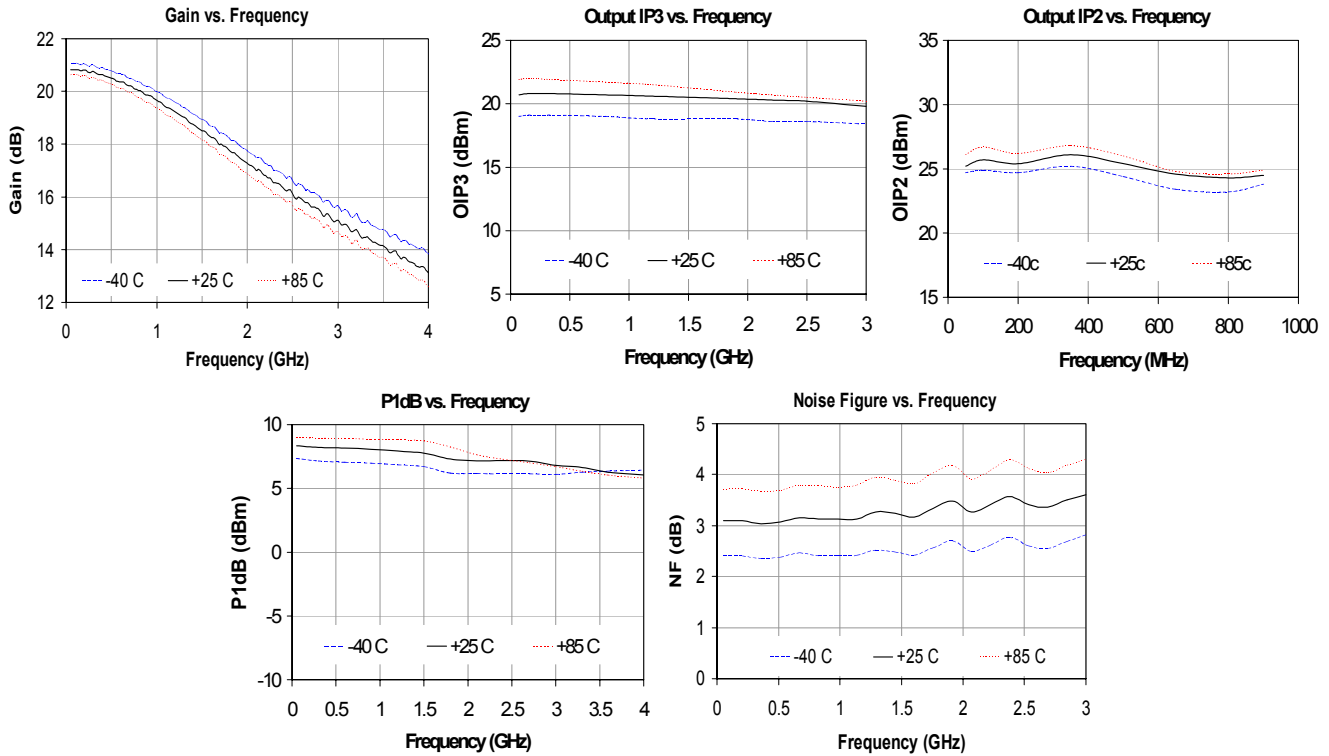 Gain vs. Frequency
22
20
18
16
14
12
Gain (dB)
-40 C
+25 C
+85 C
0
1
2
3
4
Frequency (GHz)
Output IP3 vs. Frequency
25
20
15
10
5
OIP3 (dBm)
-40 C
+25 C
+85 C
0
0.5
1
1.5
2
2.5
3
Frequency (GHz)
Output IP2 vs. Frequency
35
30
25
20
15
OIP2 (dBm)
-40c
+25c
+85c
0
200
400
600
800
1000
Frequency (MHz)
P1dB vs. Frequency
10
5
0
-5
-10
P1dB (dBm)
-40 C
+25 C
+85 C
0
0.5
1
1.5
2
2.5
3
3.5
4
Frequency (GHz)
Noise Figure vs. Frequency
5
4
3
2
1
0
NF (dB)
-40 C
+25 C
+85 C
0
0.5
1
1.5
2
2.5
3
Frequency (GHz)